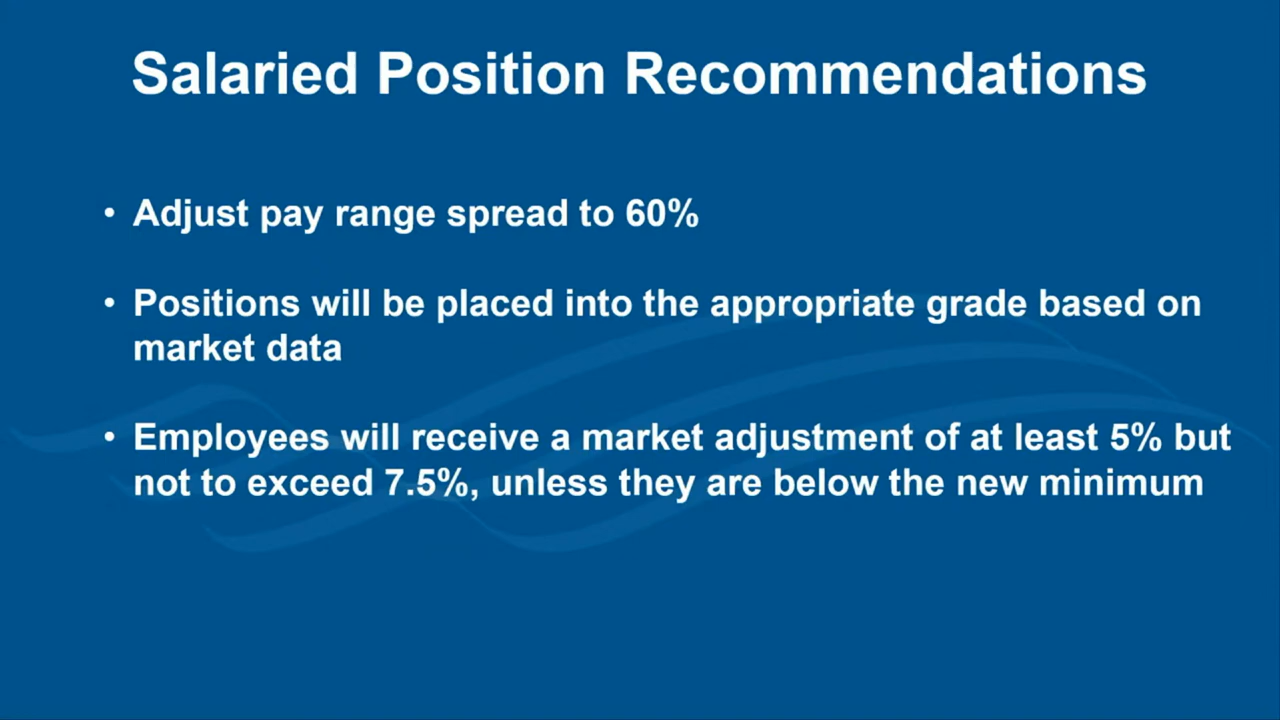 Salaried Position Recommendations
• Adjust pay range spread to 60%
• Positions will be placed into the appropriate grade based on
market data
• Employees will receive a market adjustment of at least 5% but
not to exceed 7.5%, unless they are below the new minimum